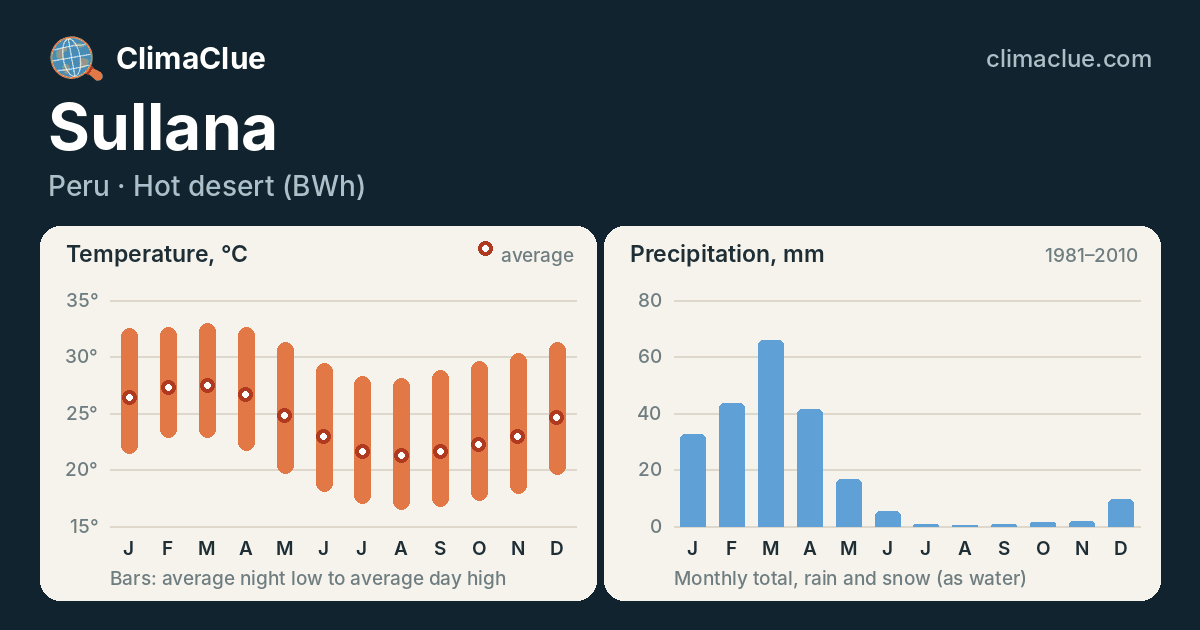 ClimaClue
climaclue.com
Sullana
Peru · Hot desert (BWh)
Temperature, °C
average
35°
30°
25°
20°
15°
J F M A M J J A S O N D
Bars: average night low to average day high
Precipitation, mm
1981–2010
80
60
40
20
0
J F M A M J J A S O N D
Monthly total, rain and snow (as water)